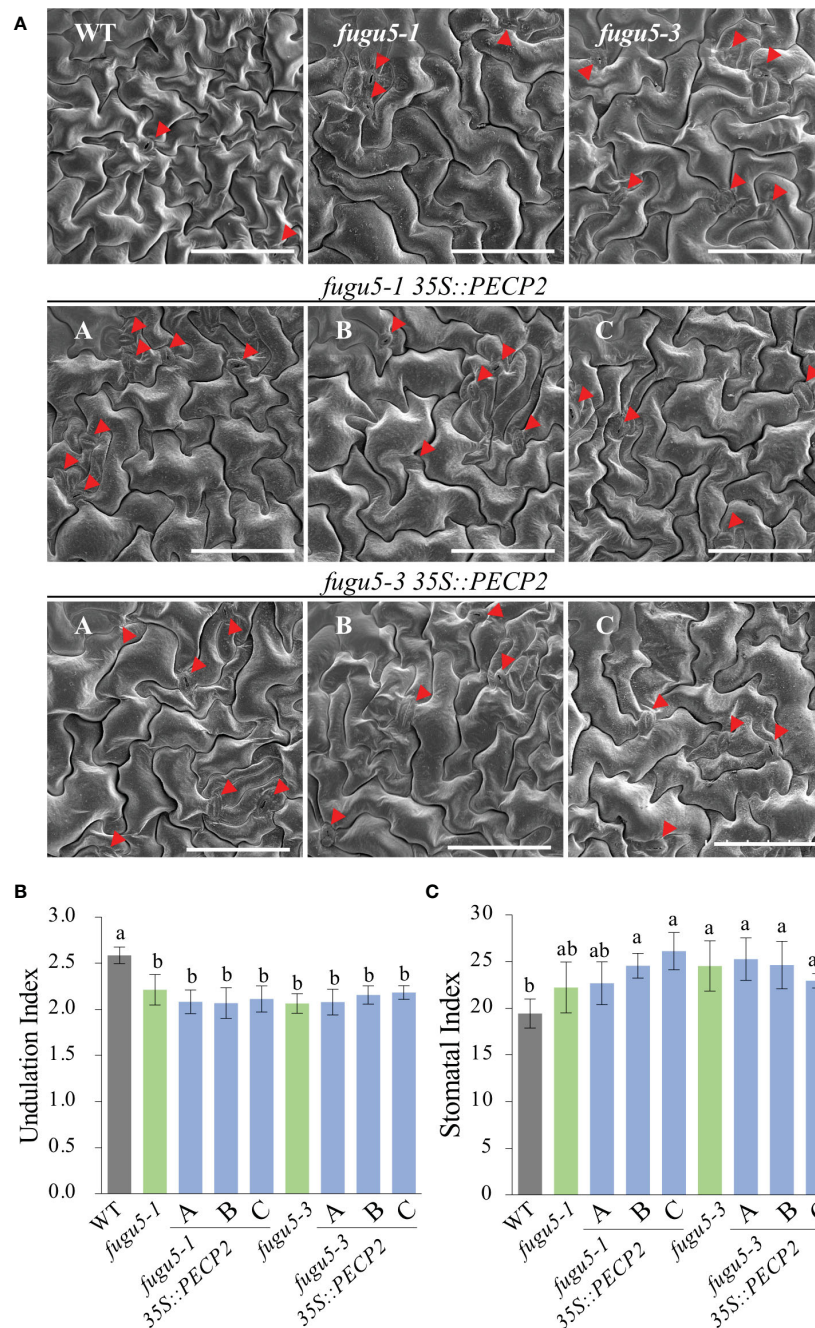 A
WT
fugu5-1
fugu5-3
fugu5-1 35S::PECP2
A
B
C
fugu5-3 35S::PECP2
A
B
C
B
3.0
2.5
2.0
1.5
1.0
0.5
0.0
Undulation Index
a
b
b
b
b
b
b
b
b
WT
fugu5-1
A
B
C
fugu5-1
35S::PECP2
fugu5-3
A
B
C
fugu5-3
35S::PECP2
C
30
25
20
15
10
5
0
Stomatal Index
b
ab
ab
a
a
a
a
a
WT
fugu5-1
A
B
C
fugu5-1
35S::PECP2
fugu5-3
A
B
fugu5-3
35S::PECP2